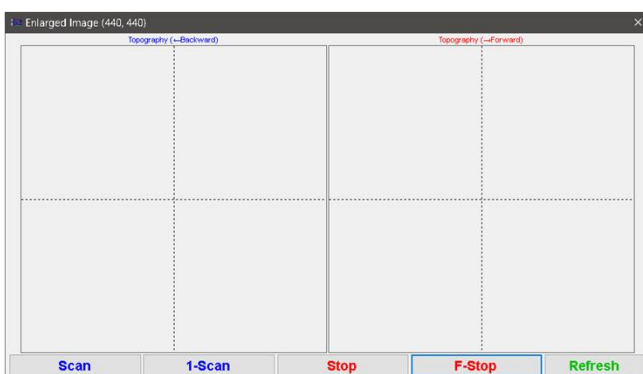 Enlarged Image (440, 440)
Topography (←Backward) Topography (→Forward)
Scan 1-Scan Stop F-Stop Refresh